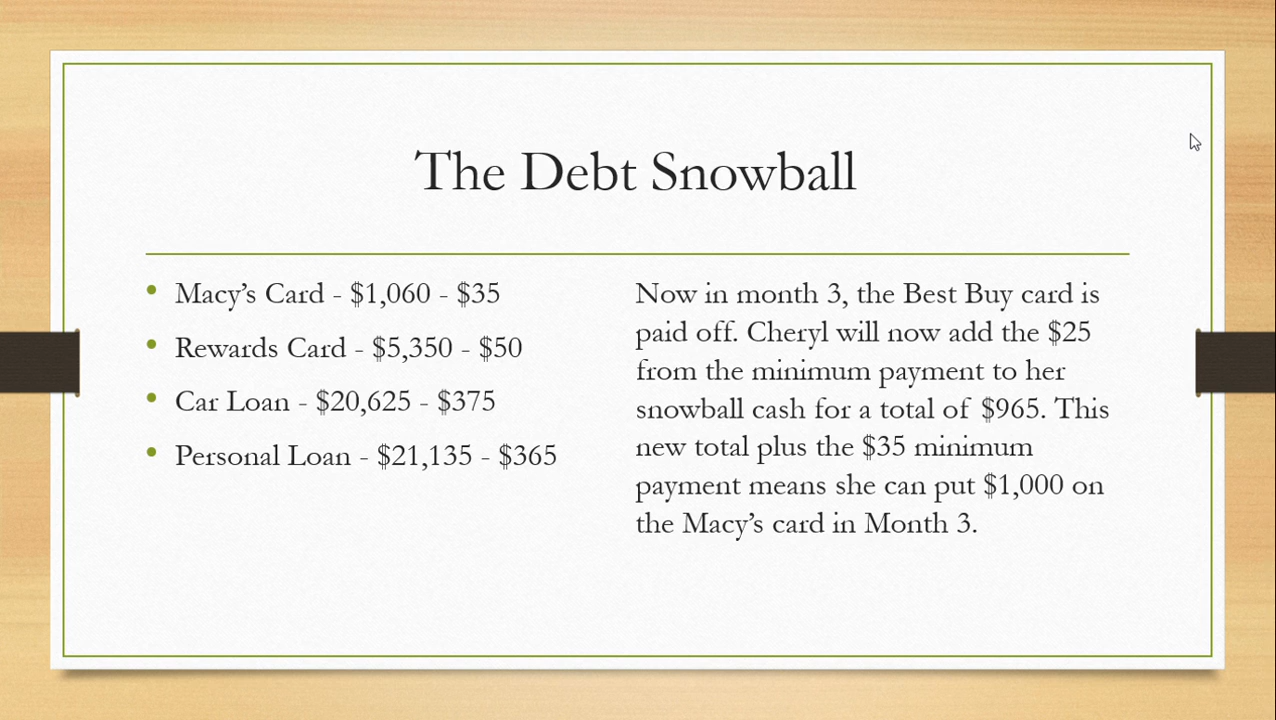 The Debt Snowball
• Macy’s Card - $1,060 - $35
• Rewards Card - $5,350 - $50
• Car Loan - $20,625 - $375
• Personal Loan - $21,135 - $365
Now in month 3, the Best Buy card is
paid off. Cheryl will now add the $25
from the minimum payment to her
snowball cash for a total of $965. This
new total plus the $35 minimum
payment means she can put $1,000 on
the Macy’s card in Month 3.